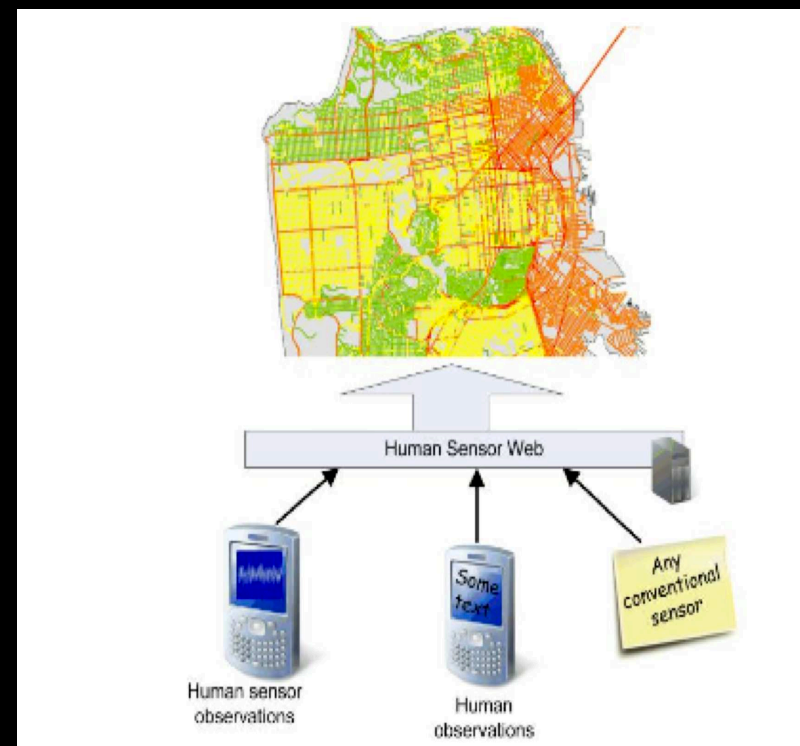 Human Sensor Web
Some
text
Any
conventional
sensor
Human sensor
observations
Human
observations